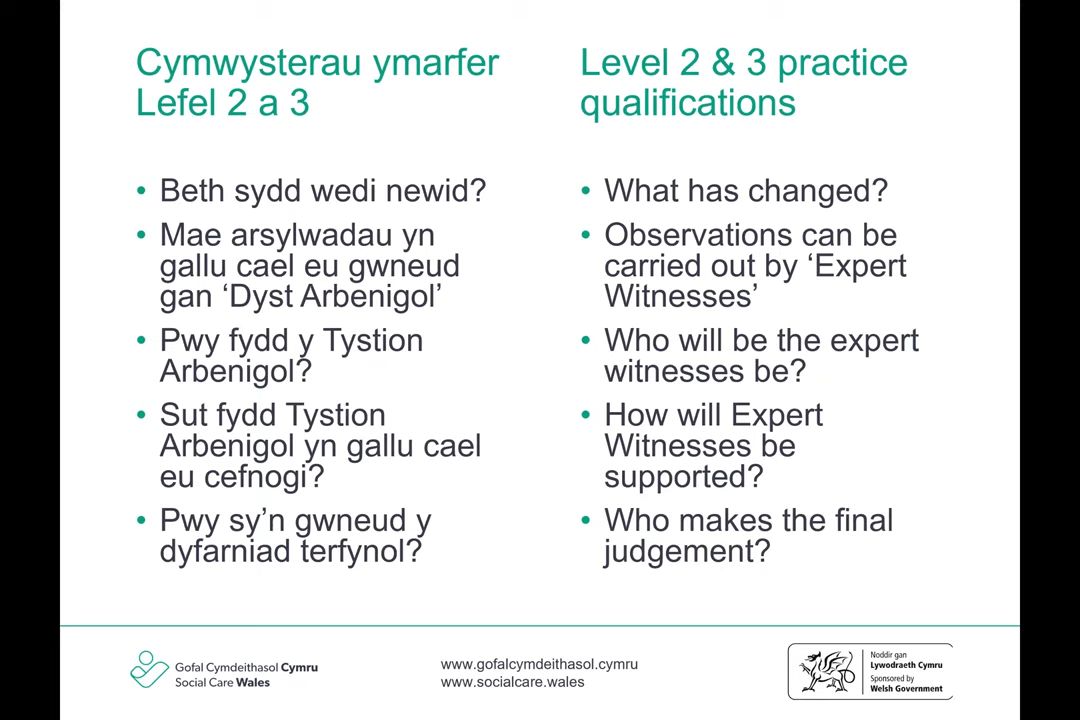 Cymwysterau ymarfer
Lefel 2 a 3
• Beth sydd wedi newid?
• Mae arsylwadau yn
gallu cael eu gwneud
gan ‘Dyst Arbenigol’
• Pwy fydd y Tystion
Arbenigol?
• Sut fydd Tystion
Arbenigol yn gallu cael
eu cefnogi?
• Pwy sy’n gwneud y
dyfarniad terfynol?
Level 2 & 3 practice
qualifications
• What has changed?
• Observations can be
carried out by ‘Expert
Witnesses’
• Who will be the expert
witnesses be?
• How will Expert
Witnesses be
supported?
• Who makes the final
judgement?
Gofal Cymdeithasol Cymru
Social Care Wales
www.gofalcymdeithasol.cymru
www.socialcare.wales
Noddir gan
Lywodraeth Cymru
Sponsored by
Welsh Government